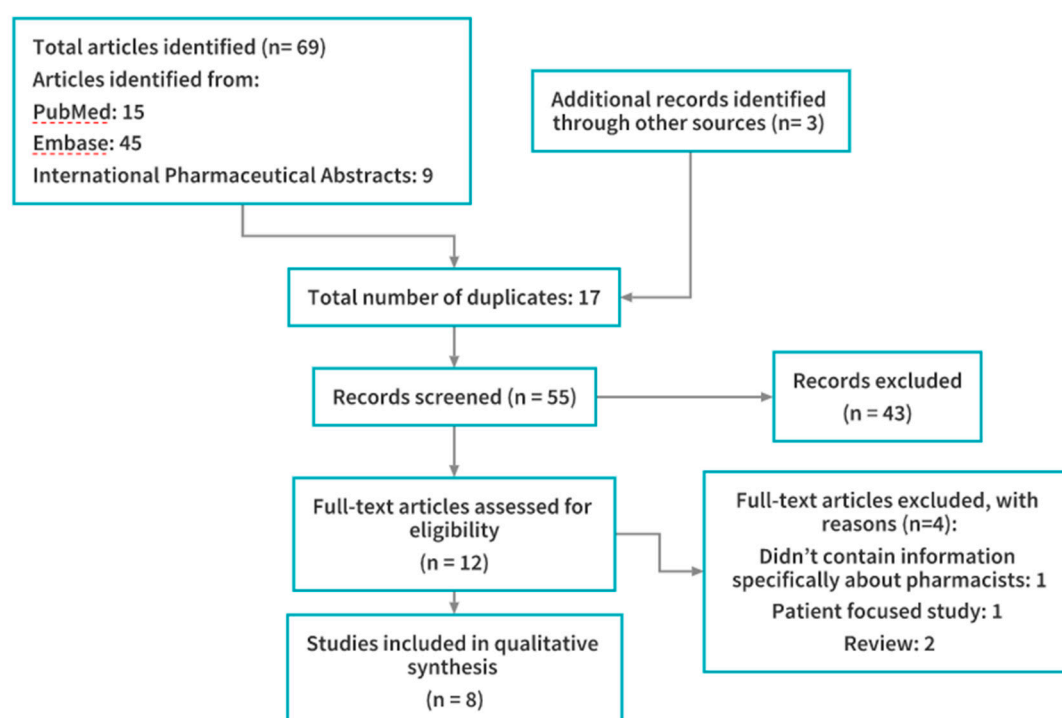 Total articles identified (n= 69)
Articles identified from:
PubMed: 15
Embase: 45
International Pharmaceutical Abstracts: 9
Additional records identified
through other sources (n= 3)
Total number of duplicates: 17
Records screened (n = 55)
Records excluded
(n = 43)
Full-text articles assessed for
eligibility
(n = 12)
Full-text articles excluded, with
reasons (n=4):
Didn’t contain information
specifically about pharmacists: 1
Patient focused study: 1
Review: 2
Studies included in qualitative
synthesis
(n = 8)